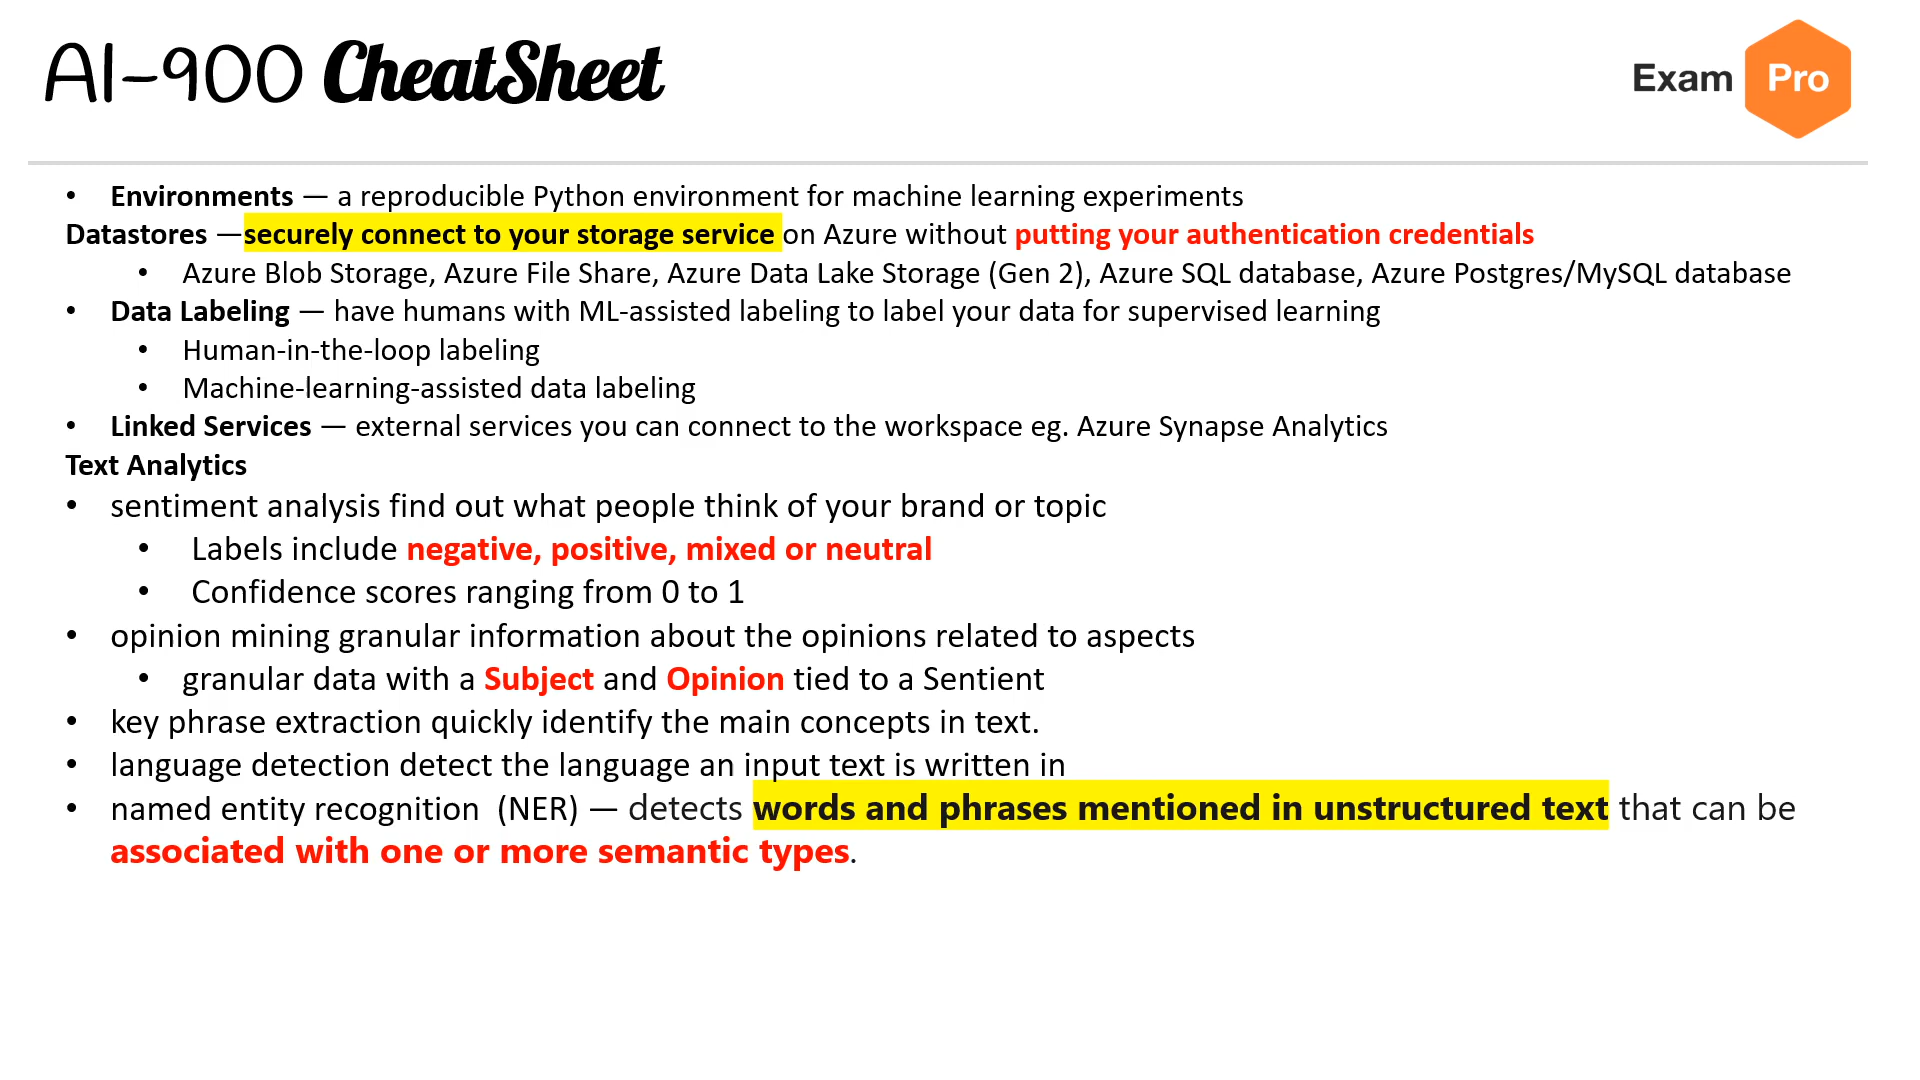 AI-900 CheatSheet
Exam Pro
• Environments — a reproducible Python environment for machine learning experiments
Datastores —securely connect to your storage service on Azure without putting your authentication credentials
• Azure Blob Storage, Azure File Share, Azure Data Lake Storage (Gen 2), Azure SQL database, Azure Postgres/MySQL database
• Data Labeling — have humans with ML-assisted labeling to label your data for supervised learning
• Human-in-the-loop labeling
• Machine-learning-assisted data labeling
• Linked Services — external services you can connect to the workspace eg. Azure Synapse Analytics
Text Analytics
• sentiment analysis find out what people think of your brand or topic
• Labels include negative, positive, mixed or neutral
• Confidence scores ranging from 0 to 1
• opinion mining granular information about the opinions related to aspects
• granular data with a Subject and Opinion tied to a Sentient
• key phrase extraction quickly identify the main concepts in text.
• language detection detect the language an input text is written in
• named entity recognition (NER) — detects words and phrases mentioned in unstructured text that can be
associated with one or more semantic types.